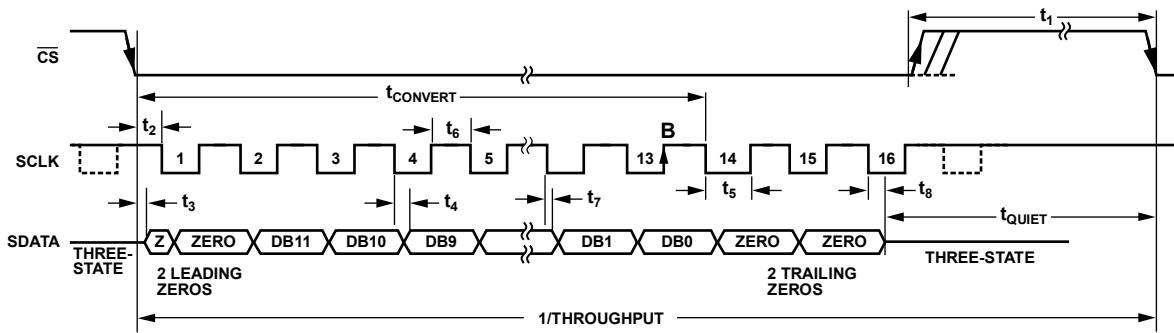 t1
CS
tCONVERT
t2
t6
B
SCLK
1 2 3 4 5 13 14 15 16
t3
t4
t7
t5
t8
tQUIET
SDATA
Z ZERO DB11 DB10 DB9 DB1 DB0 ZERO ZERO
THREE-
STATE
THREE-STATE
2 LEADING
ZEROS
2 TRAILING
ZEROS
1/THROUGHPUT